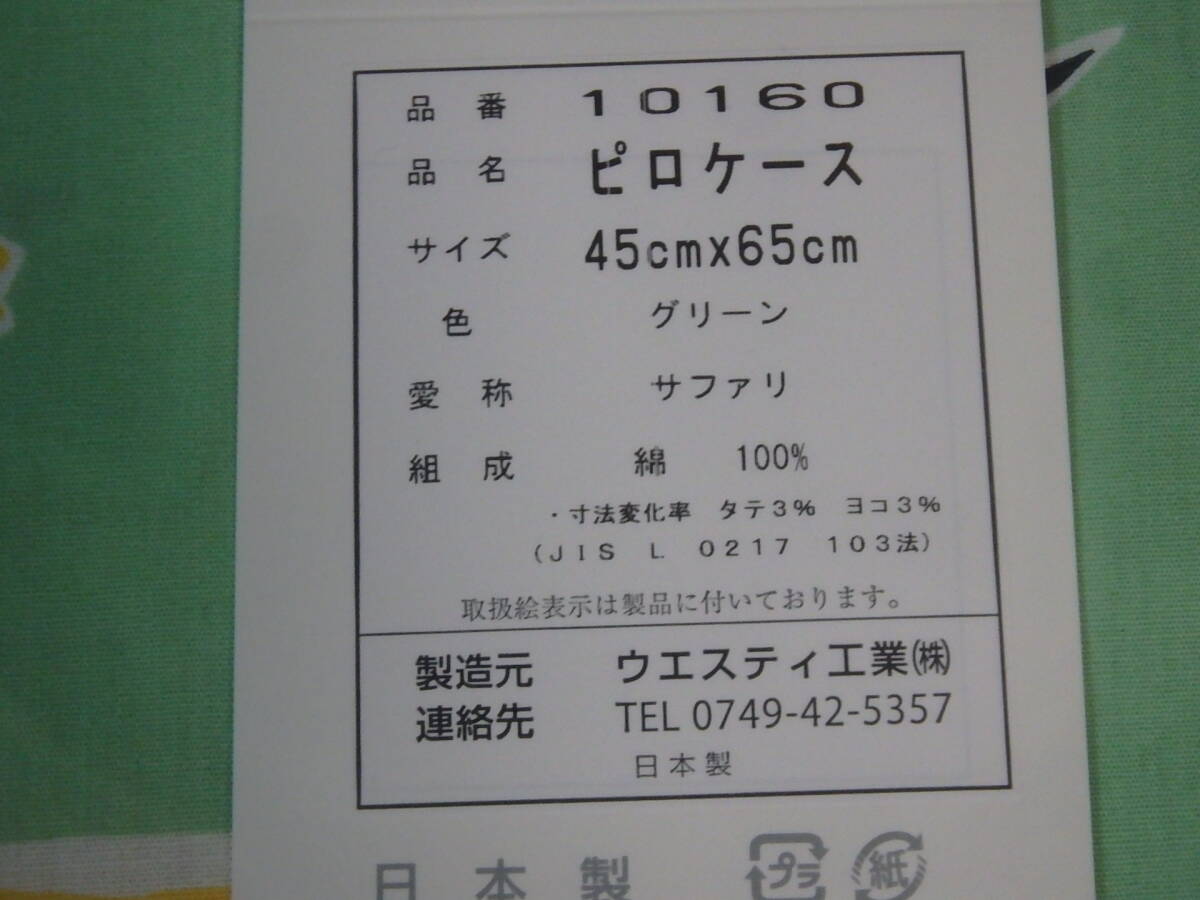 品番 10160
品名 ピロケース
サイズ 45cmx65cm
色 グリーン
愛称 サファリ
組成 綿 100%
・寸法変化率 タテ3% ヨコ3%
(JIS L 0217 103法)
取扱絵表示は製品に付いております。
製造元 ウエスティ工業㈱
連絡先 TEL 0749-42-5357
日本製
日本製 プラ 紙